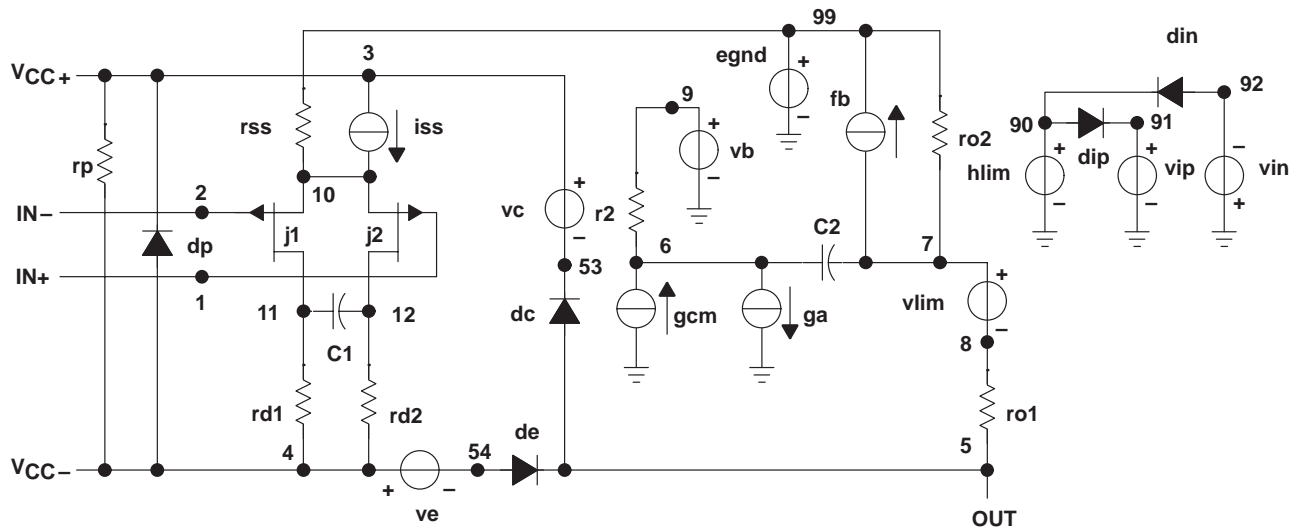 99
3
egnd
din
VCC+
9
fb
92
rss
iss
90
91
rp
vb
ro2
dip
10
hlim
vip
vin
2
vc
r2
IN−
C2
dp
j1
j2
6
7
IN+
53
1
11
12
gcm
ga
vlim
dc
C1
8
rd1
rd2
ro1
de
4
54
5
VCC−
ve
OUT
+
−
+
−
+
−
+
−
+
−
+
−
−
+
+
−
+
−